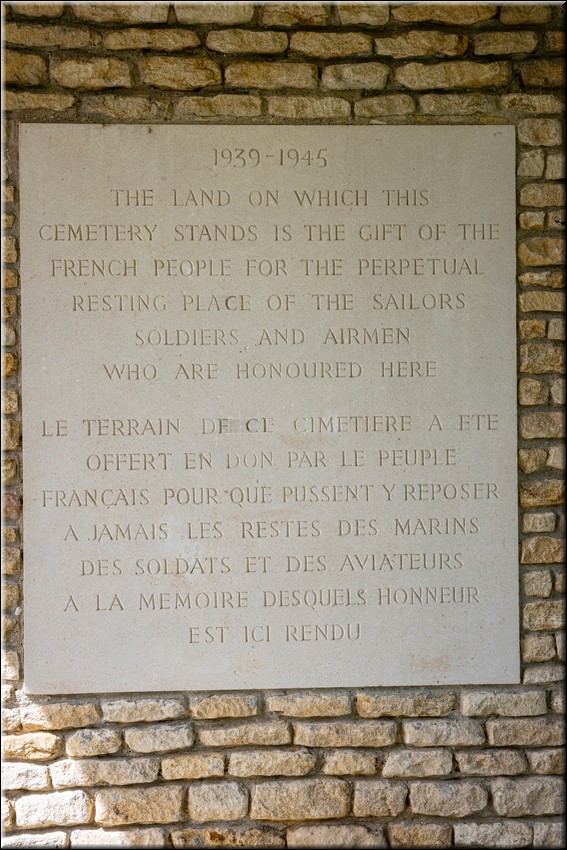 1939-1945
THE LAND ON WHICH THIS
CEMETERY STANDS IS THE GIFT OF THE
FRENCH PEOPLE FOR THE PERPETUAL
RESTING PLACE OF THE SAILORS
SOLDIERS AND AIRMEN
WHO ARE HONOURED HERE
LE TERRAIN DE CE CIMETIERE A ETE
OFFERT EN DON PAR LE PEUPLE
FRANÇAIS POUR QUE PUSSENT Y REPOSER
A JAMAIS LES RESTES DES MARINS
DES SOLDATS ET DES AVIATEURS
A LA MEMOIRE DESQUELS HONNEUR
EST ICI RENDU